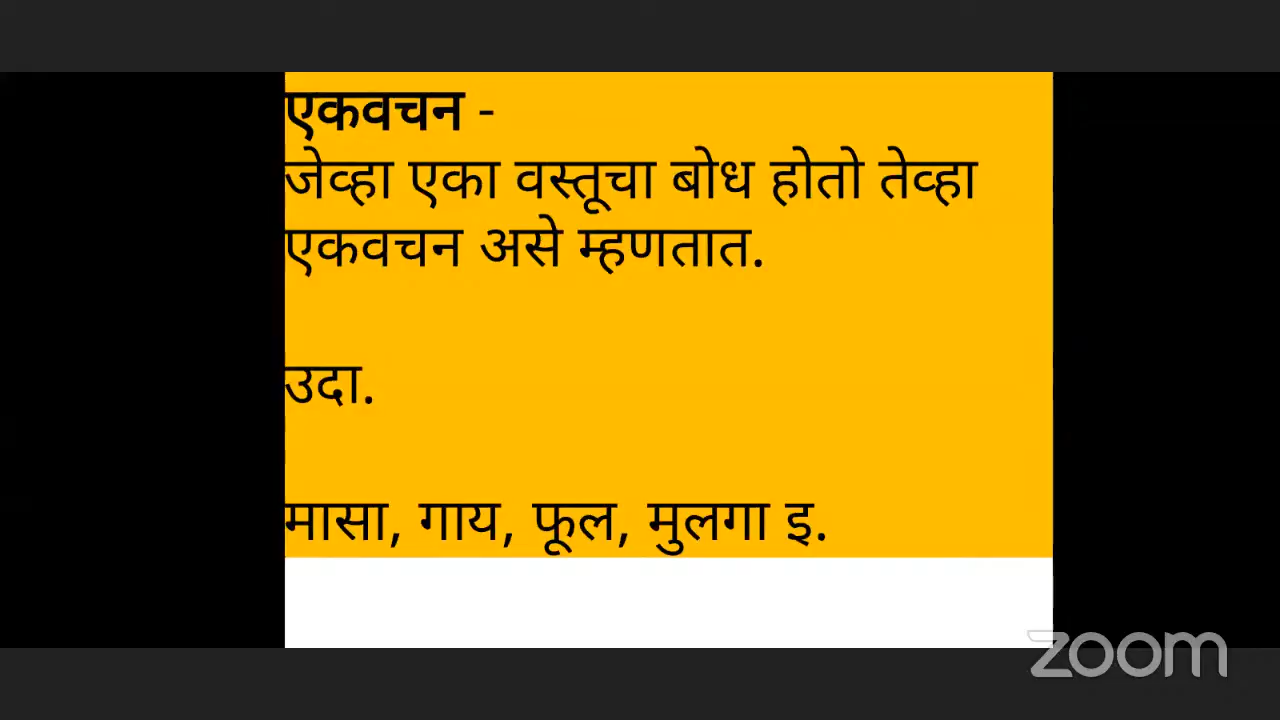 एकवचन -
जेव्हा एका वस्तूचा बोध होतो तेव्हा
एकवचन असे म्हणतात.
उदा.
मासा, गाय, फूल, मुलगा इ.
zoom